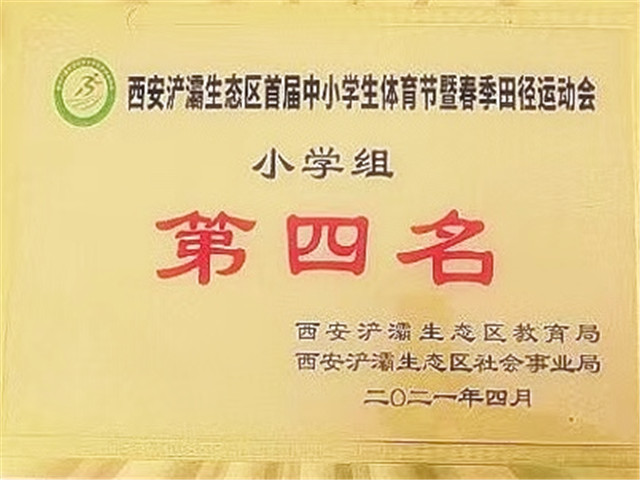 西安浐灞生态区首届中小学生体育节暨春季田径运动会
小学组
第四名
西安浐灞生态区教育局
西安浐灞生态区社会事业局
二〇二一年四月